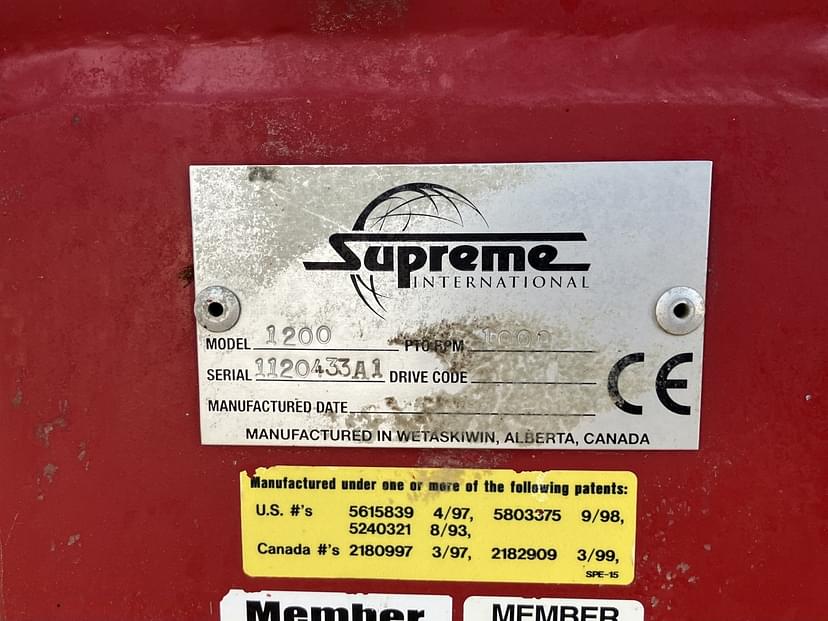 Supreme
INTERNATIONAL
MODEL 1200 PTO RPM 1000
SERIAL 1120433A1 DRIVE CODE
MANUFACTURED DATE
CE
MANUFACTURED IN WETASKIWIN, ALBERTA, CANADA
Manufactured under one or more of the following patents:
U.S. #'s 5615839 4/97, 5803375 9/98,
5240321 8/93,
Canada #'s 2180997 3/97, 2182909 3/99,
SPE-15
Member MEMBER